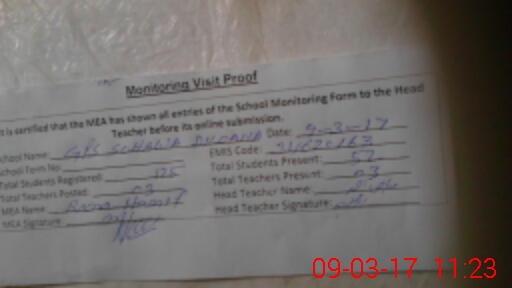 Monitoring Visit Proof
It is certified that the MEA has shown all entries of the School Monitoring Form to the Head
Teacher before its online submission.
School Name: GPS Date: 9-3-17
School Form No: EMIS Code:
Total Students Registered: Total Students Present: 52
Total Teachers Posted: 03 Total Teachers Present: 03
MEA Name: Head Teacher Name:
MEA Signature: Head Teacher Signature:
09-03-17 11:23